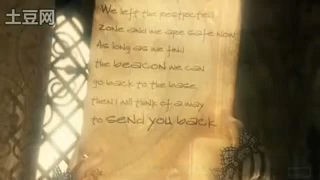 土豆网
We left the protected
zone and we are safe now
As long as we find
the beacon we can
go back to the base,
then I will think of a way
to send you back